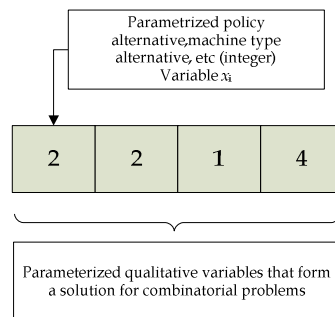 Parametrized policy
alternative,machine type
alternative, etc (integer)
Variable xi
2 2 1 4
Parameterized qualitative variables that form
a solution for combinatorial problems